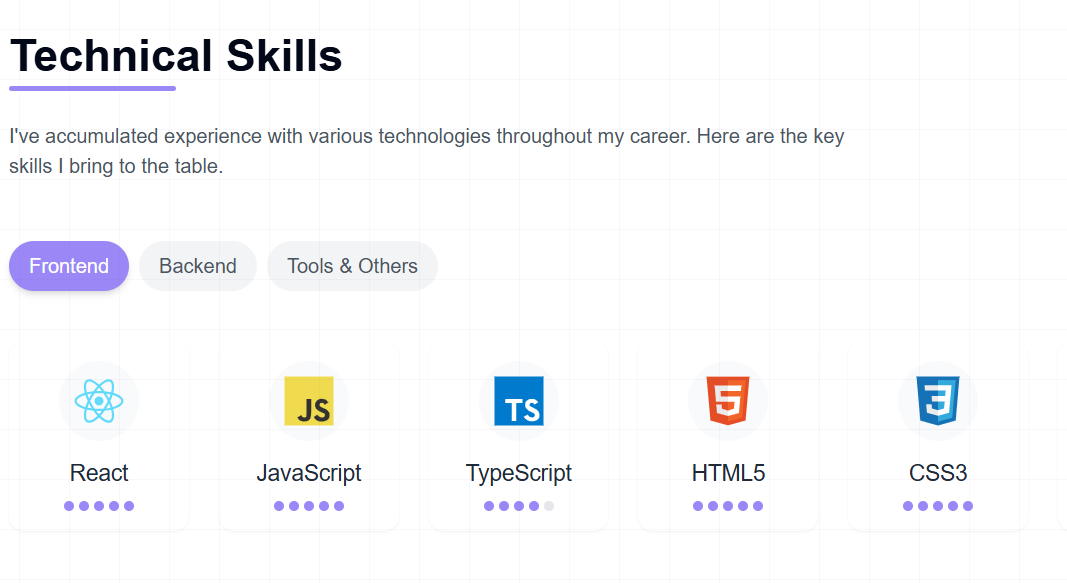 Technical Skills
I've accumulated experience with various technologies throughout my career. Here are the key
skills I bring to the table.
Frontend Backend Tools & Others
JS TS 5 3
React JavaScript TypeScript HTML5 CSS3